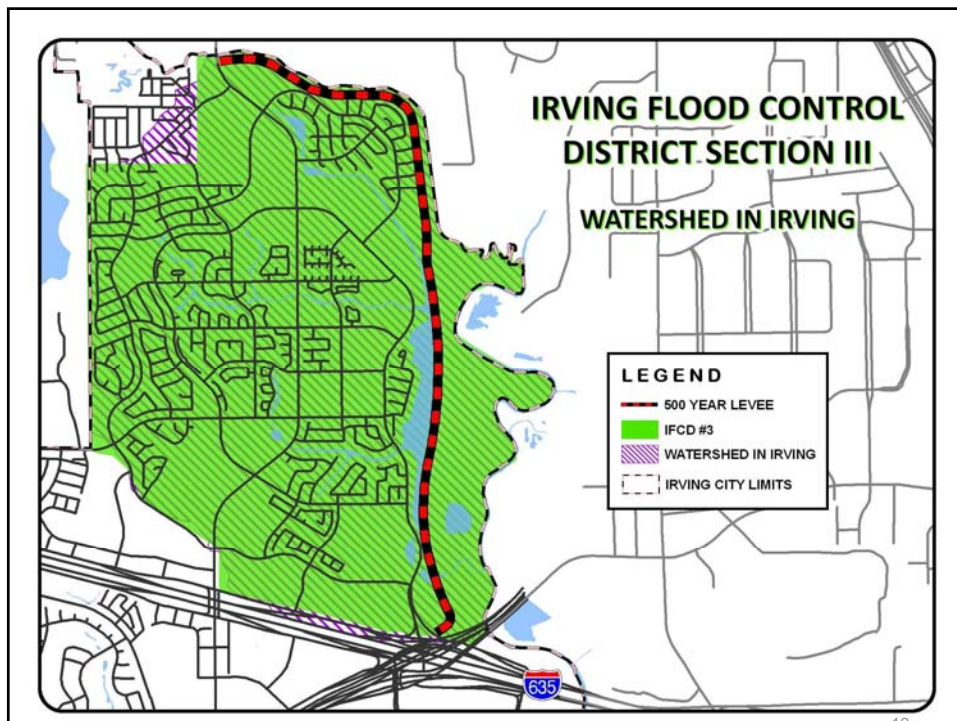 IRVING FLOOD CONTROL
DISTRICT SECTION III
WATERSHED IN IRVING
LEGEND
500 YEAR LEVEE
IFCD #3
WATERSHED IN IRVING
IRVING CITY LIMITS
635